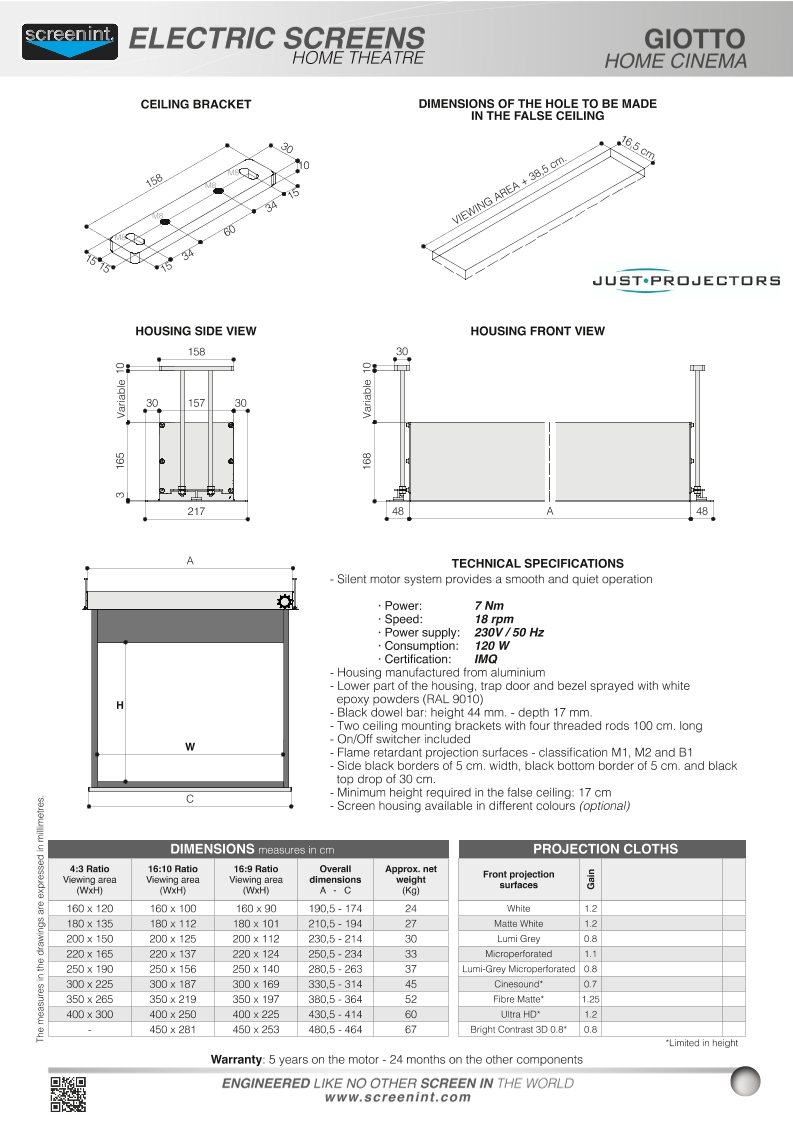 screenint.
ELECTRIC SCREENS
HOME THEATRE
GIOTTO
HOME CINEMA
CEILING BRACKET
158
30
10
15
34
60
34
15
15 15
M8
M8
M8
M8
DIMENSIONS OF THE HOLE TO BE MADE
IN THE FALSE CEILING
VIEWING AREA + 38,5 cm.
16,5 cm.
JUST•PROJECTORS
HOUSING SIDE VIEW
158
10
Variable
30 157 30
165
3
217
HOUSING FRONT VIEW
30
10
Variable
168
48 A 48
A
H
W
C
TECHNICAL SPECIFICATIONS
- Silent motor system provides a smooth and quiet operation
· Power: 7 Nm
· Speed: 18 rpm
· Power supply: 230V / 50 Hz
· Consumption: 120 W
· Certification: IMQ
- Housing manufactured from aluminium
- Lower part of the housing, trap door and bezel sprayed with white
epoxy powders (RAL 9010)
- Black dowel bar: height 44 mm. - depth 17 mm.
- Two ceiling mounting brackets with four threaded rods 100 cm. long
- On/Off switcher included
- Flame retardant projection surfaces - classification M1, M2 and B1
- Side black borders of 5 cm. width, black bottom border of 5 cm. and black
top drop of 30 cm.
- Minimum height required in the false ceiling: 17 cm
- Screen housing available in different colours (optional)
The measures in the drawings are expressed in millimetres.
DIMENSIONS measures in cm
4:3 Ratio 16:10 Ratio 16:9 Ratio Overall Approx. net
Viewing area Viewing area Viewing area dimensions weight
(WxH) (WxH) (WxH) A - C (Kg)
160 x 120 160 x 100 160 x 90 190,5 - 174 24
180 x 135 180 x 112 180 x 101 210,5 - 194 27
200 x 150 200 x 125 200 x 112 230,5 - 214 30
220 x 165 220 x 137 220 x 124 250,5 - 234 33
250 x 190 250 x 156 250 x 140 280,5 - 263 37
300 x 225 300 x 187 300 x 169 330,5 - 314 45
350 x 265 350 x 219 350 x 197 380,5 - 364 52
400 x 300 400 x 250 400 x 225 430,5 - 414 60
- 450 x 281 450 x 253 480,5 - 464 67
PROJECTION CLOTHS
Front projection
surfaces
Gain
White 1.2
Matte White 1.2
Lumi Grey 0.8
Microperforated 1.1
Lumi-Grey Microperforated 0.8
Cinesound* 0.7
Fibre Matte* 1.25
Ultra HD* 1.2
Bright Contrast 3D 0.8* 0.8
*Limited in height
Warranty: 5 years on the motor - 24 months on the other components
ENGINEERED LIKE NO OTHER SCREEN IN THE WORLD
www.screenint.com